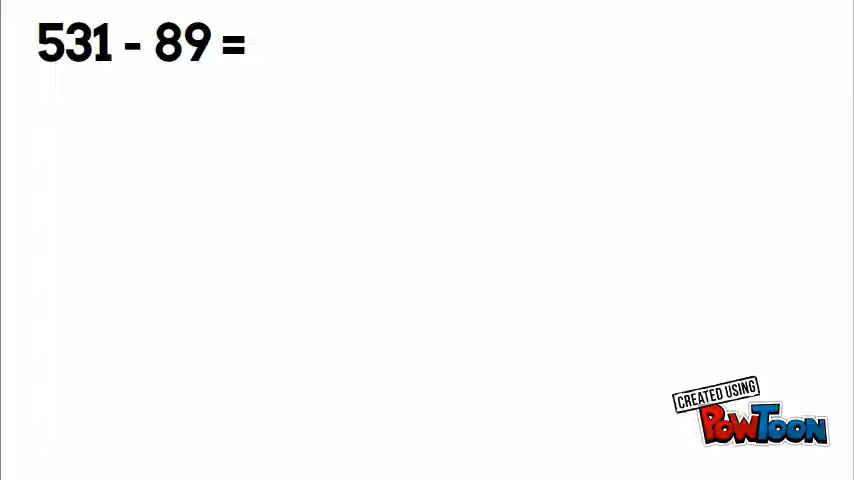 531 - 89 =
CREATED USING
POWTOON